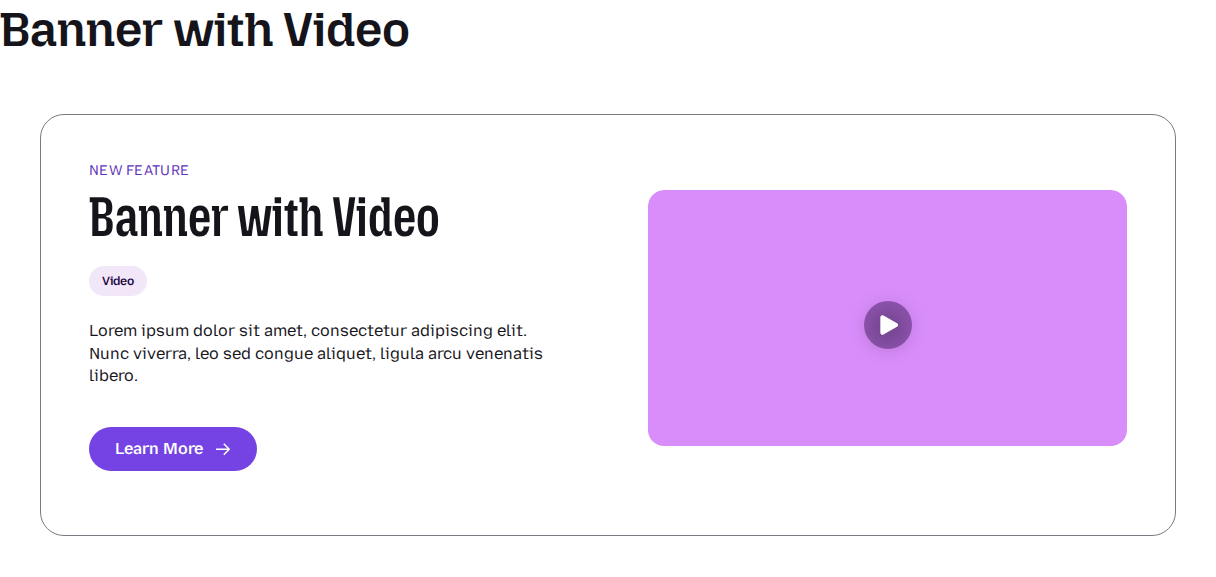 Banner with Video
NEW FEATURE
Banner with Video
Video
Lorem ipsum dolor sit amet, consectetur adipiscing elit.
Nunc viverra, leo sed congue aliquet, ligula arcu venenatis
libero.
Learn More